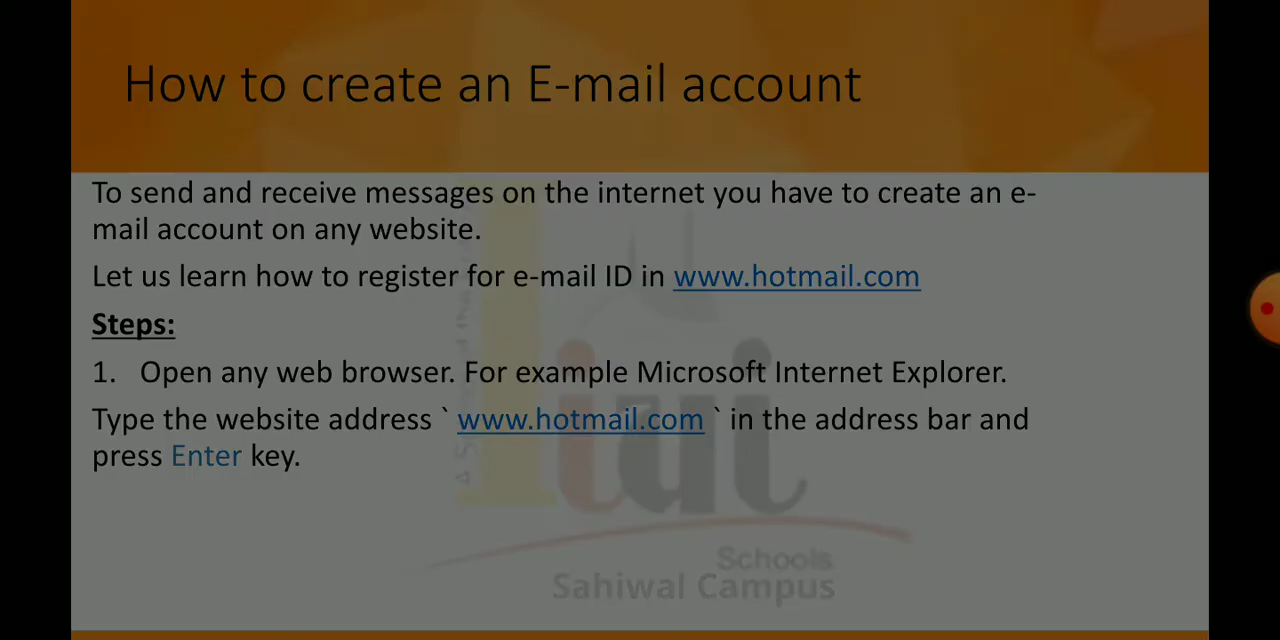 How to create an E-mail account
To send and receive messages on the internet you have to create an e-
mail account on any website.
Let us learn how to register for e-mail ID in www.hotmail.com
Steps:
1. Open any web browser. For example Microsoft Internet Explorer.
Type the website address ` www.hotmail.com ` in the address bar and
press Enter key.
Schools
Sahiwal Campus